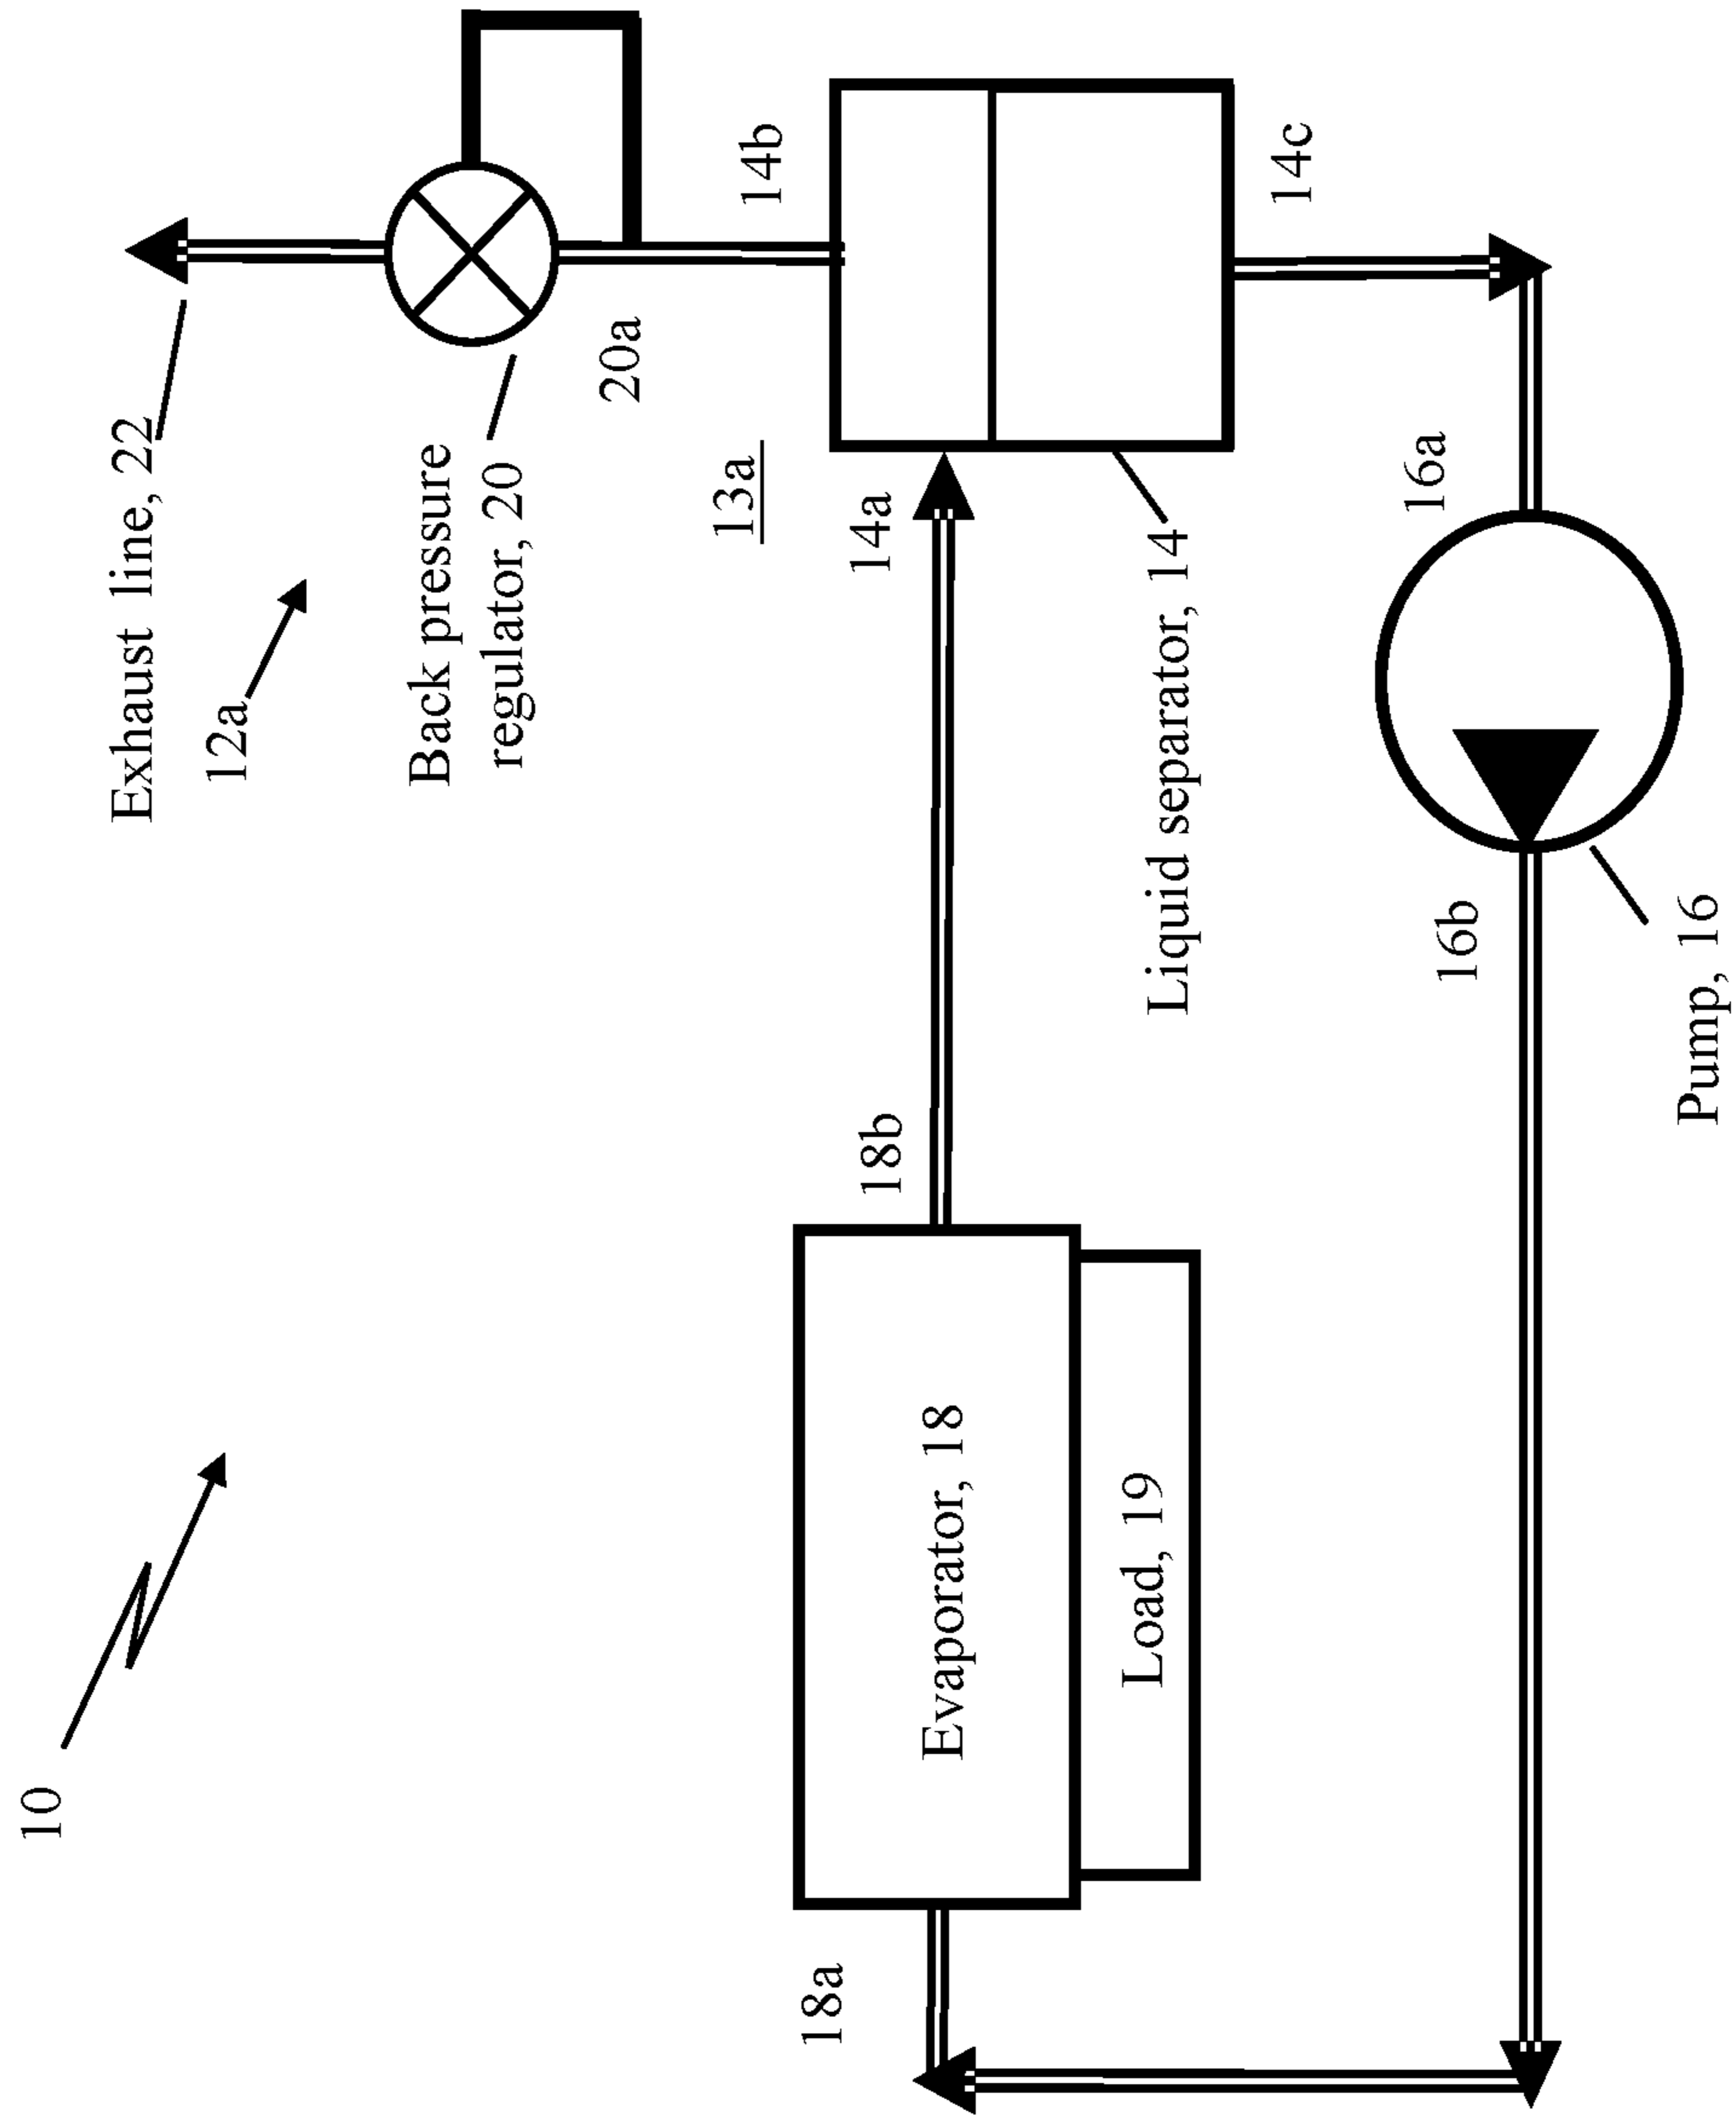 10
Exhaust line, 22
12a
Back pressure
regulator, 20
20a
13a
14b
14a
18b
18a
Evaporator, 18
Load, 19
Liquid separator, 14
14c
16a
16b
Pump, 16